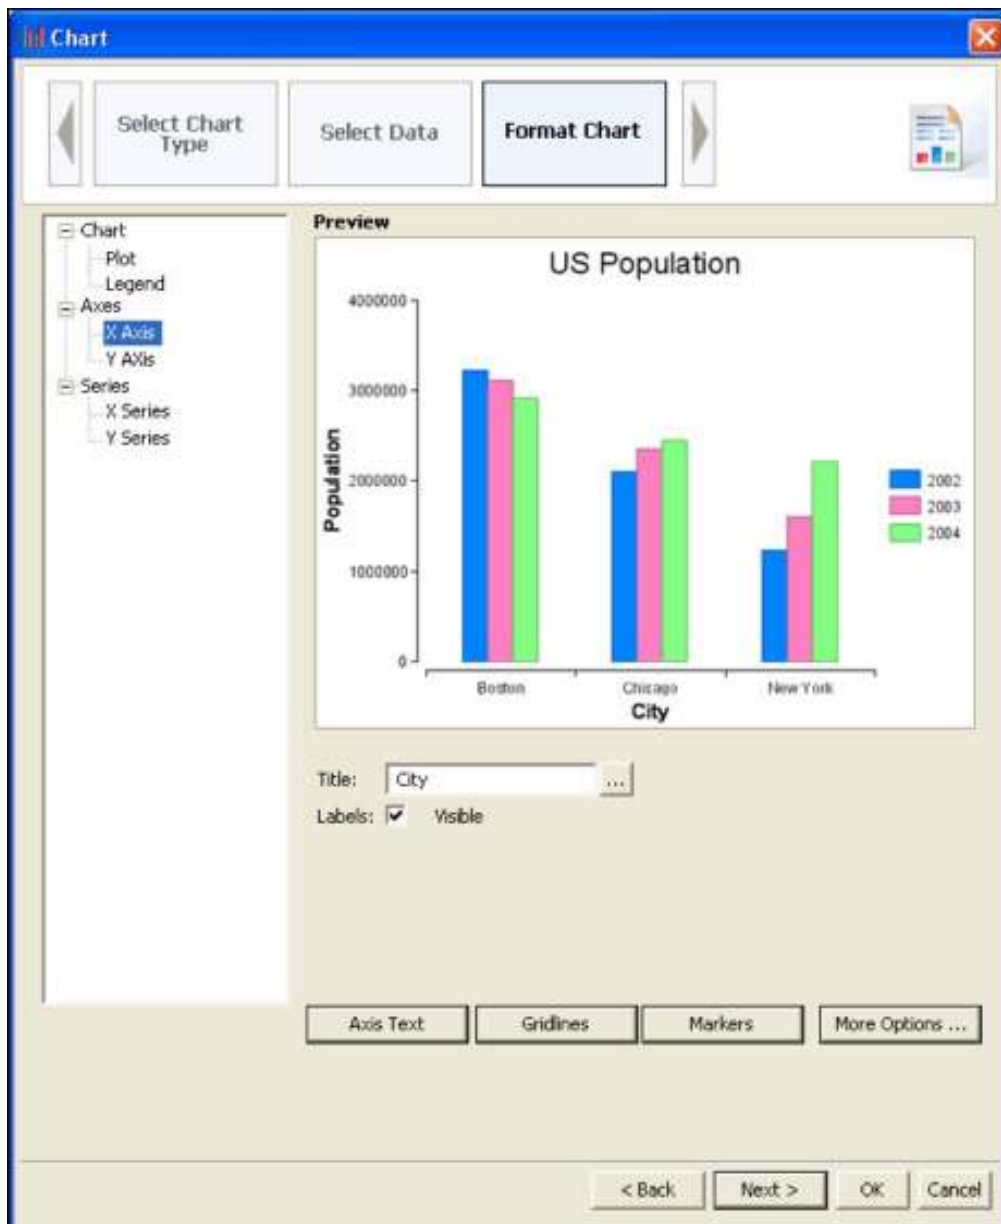 Chart
Select Chart
Type
Select Data
Format Chart
Chart
Plot
Legend
Axes
X Axis
Y AXis
Series
X Series
Y Series
Preview
US Population
4000000
3000000
2000000
1000000
0
Population
Boston
Chicago
New York
City
2002
2003
2004
Title: City ...
Labels: Visible
Axis Text
Gridlines
Markers
More Options ...
< Back
Next >
OK
Cancel